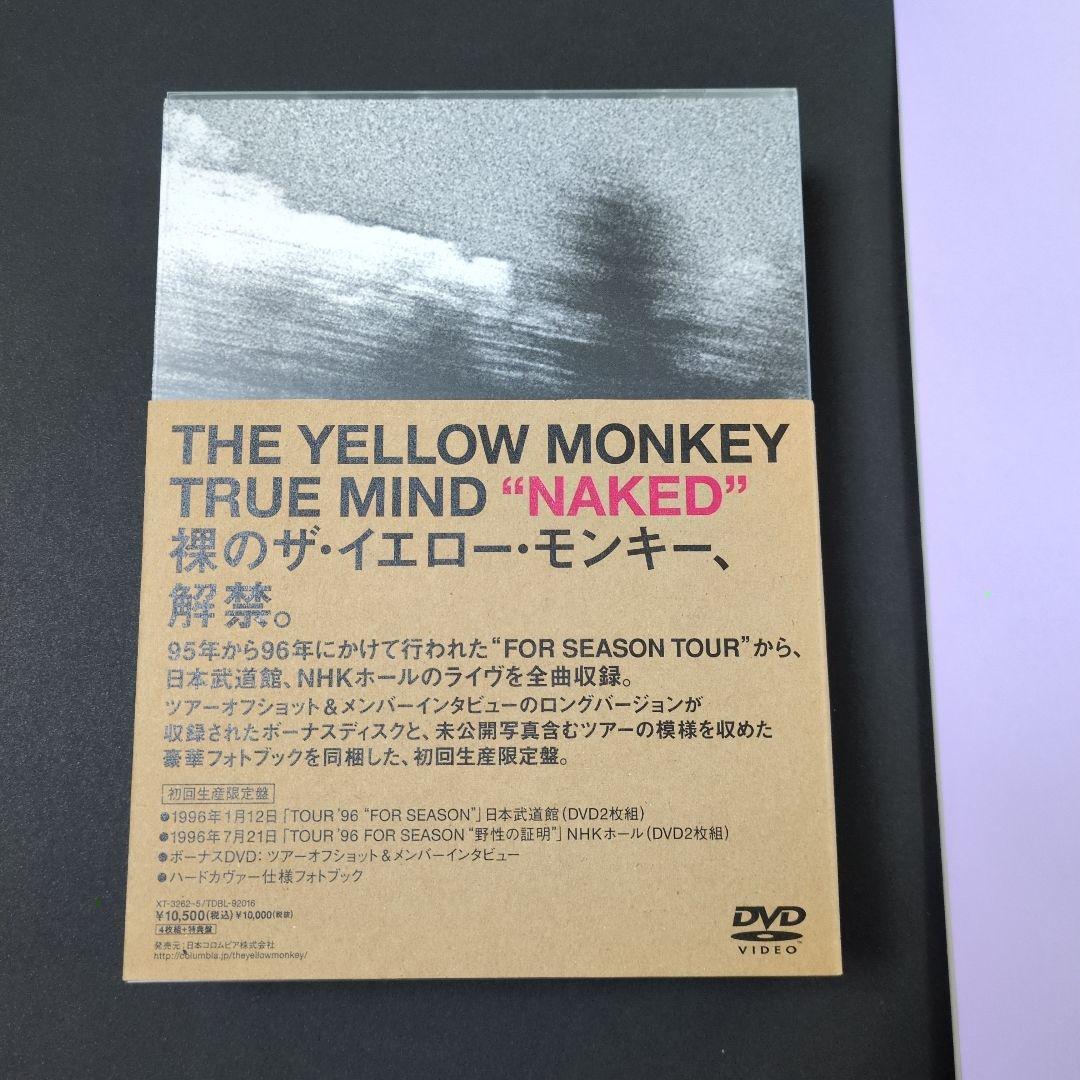 THE YELLOW MONKEY
TRUE MIND “NAKED”
裸のザ・イエロー・モンキー、
解禁。
95年から96年にかけて行われた“FOR SEASON TOUR”から、
日本武道館、NHKホールのライヴを全曲収録。
ツアーオフショット＆メンバーインタビューのロングバージョンが
収録されたボーナスディスクと、未公開写真含むツアーの模様を収めた
豪華フォトブックを同梱した、初回生産限定盤。
初回生産限定盤
●1996年1月12日「TOUR ’96 “FOR SEASON”」日本武道館（DVD2枚組）
●1996年7月21日「TOUR ’96 FOR SEASON “野性の証明”」NHKホール（DVD2枚組）
●ボーナスDVD：ツアーオフショット＆メンバーインタビュー
●ハードカヴァー仕様フォトブック
XT-3262~5/TDBL-92016
¥10,500（税込）¥10,000（税抜）
4枚組＋特典盤
発売元：日本コロムビア株式会社
http://columbia.jp/theyellowmonkey/
DVD
VIDEO
TM